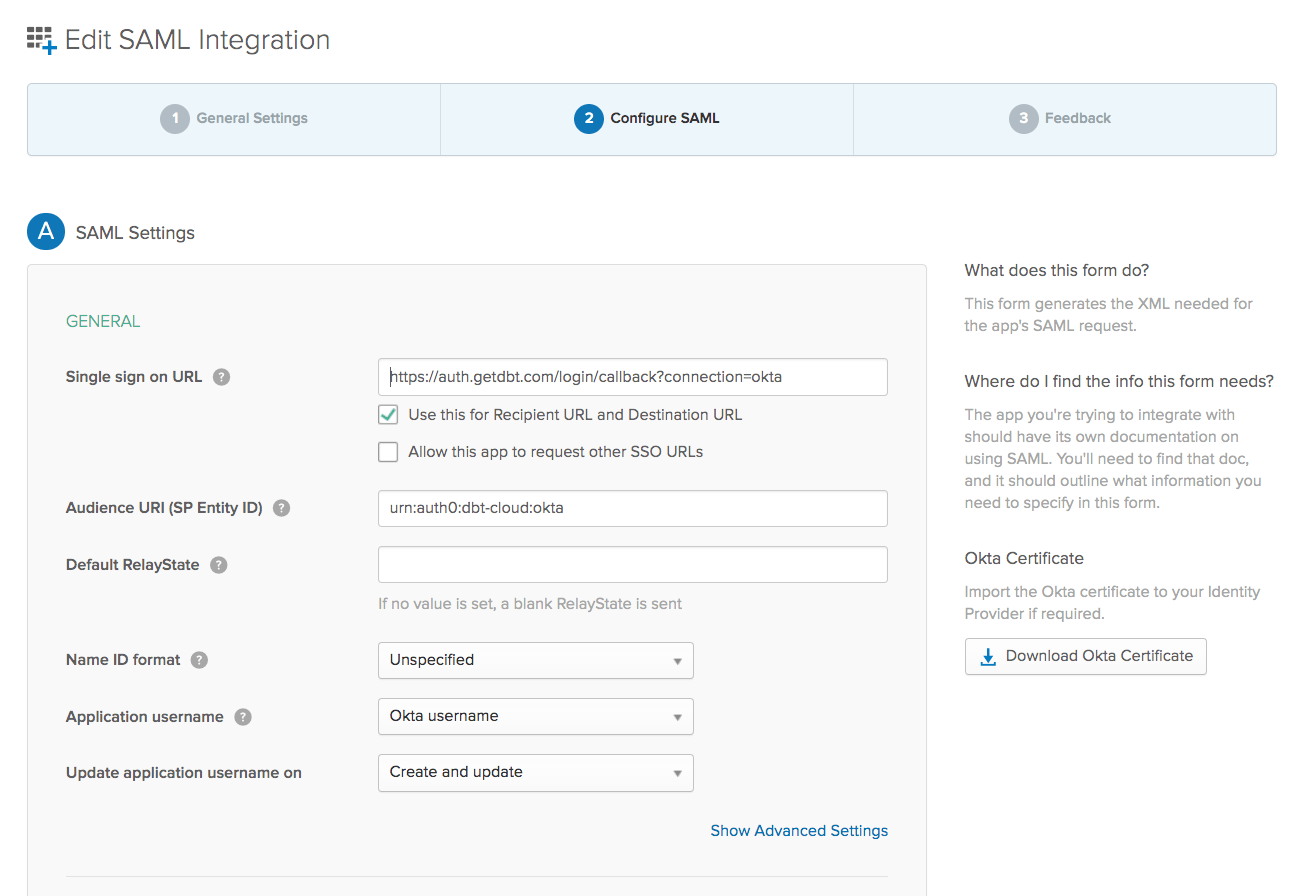 Edit SAML Integration
1 General Settings
2 Configure SAML
3 Feedback
A SAML Settings
GENERAL
Single sign on URL ?
https://auth.getdbt.com/login/callback?connection=okta
Use this for Recipient URL and Destination URL
Allow this app to request other SSO URLs
Audience URI (SP Entity ID) ?
urn:auth0:dbt-cloud:okta
Default RelayState ?
If no value is set, a blank RelayState is sent
Name ID format ?
Unspecified
Application username ?
Okta username
Update application username on
Create and update
Show Advanced Settings
What does this form do?
This form generates the XML needed for
the app's SAML request.
Where do I find the info this form needs?
The app you're trying to integrate with
should have its own documentation on
using SAML. You'll need to find that doc,
and it should outline what information you
need to specify in this form.
Okta Certificate
Import the Okta certificate to your Identity
Provider if required.
Download Okta Certificate